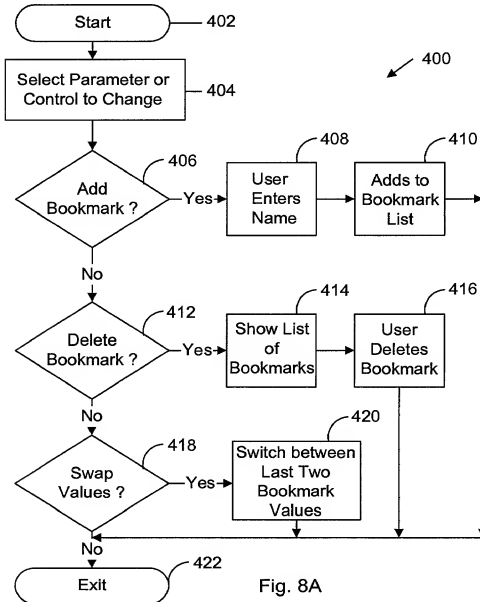 Start
402
400
Select Parameter or
Control to Change
404
406
408
410
Add
Bookmark ?
Yes
User
Enters
Name
Adds to
Bookmark
List
No
412
414
416
Delete
Bookmark ?
Yes
Show List
of
Bookmarks
User
Deletes
Bookmark
No
418
420
Swap
Values ?
Yes
Switch between
Last Two
Bookmark
Values
No
Exit
422
Fig. 8A